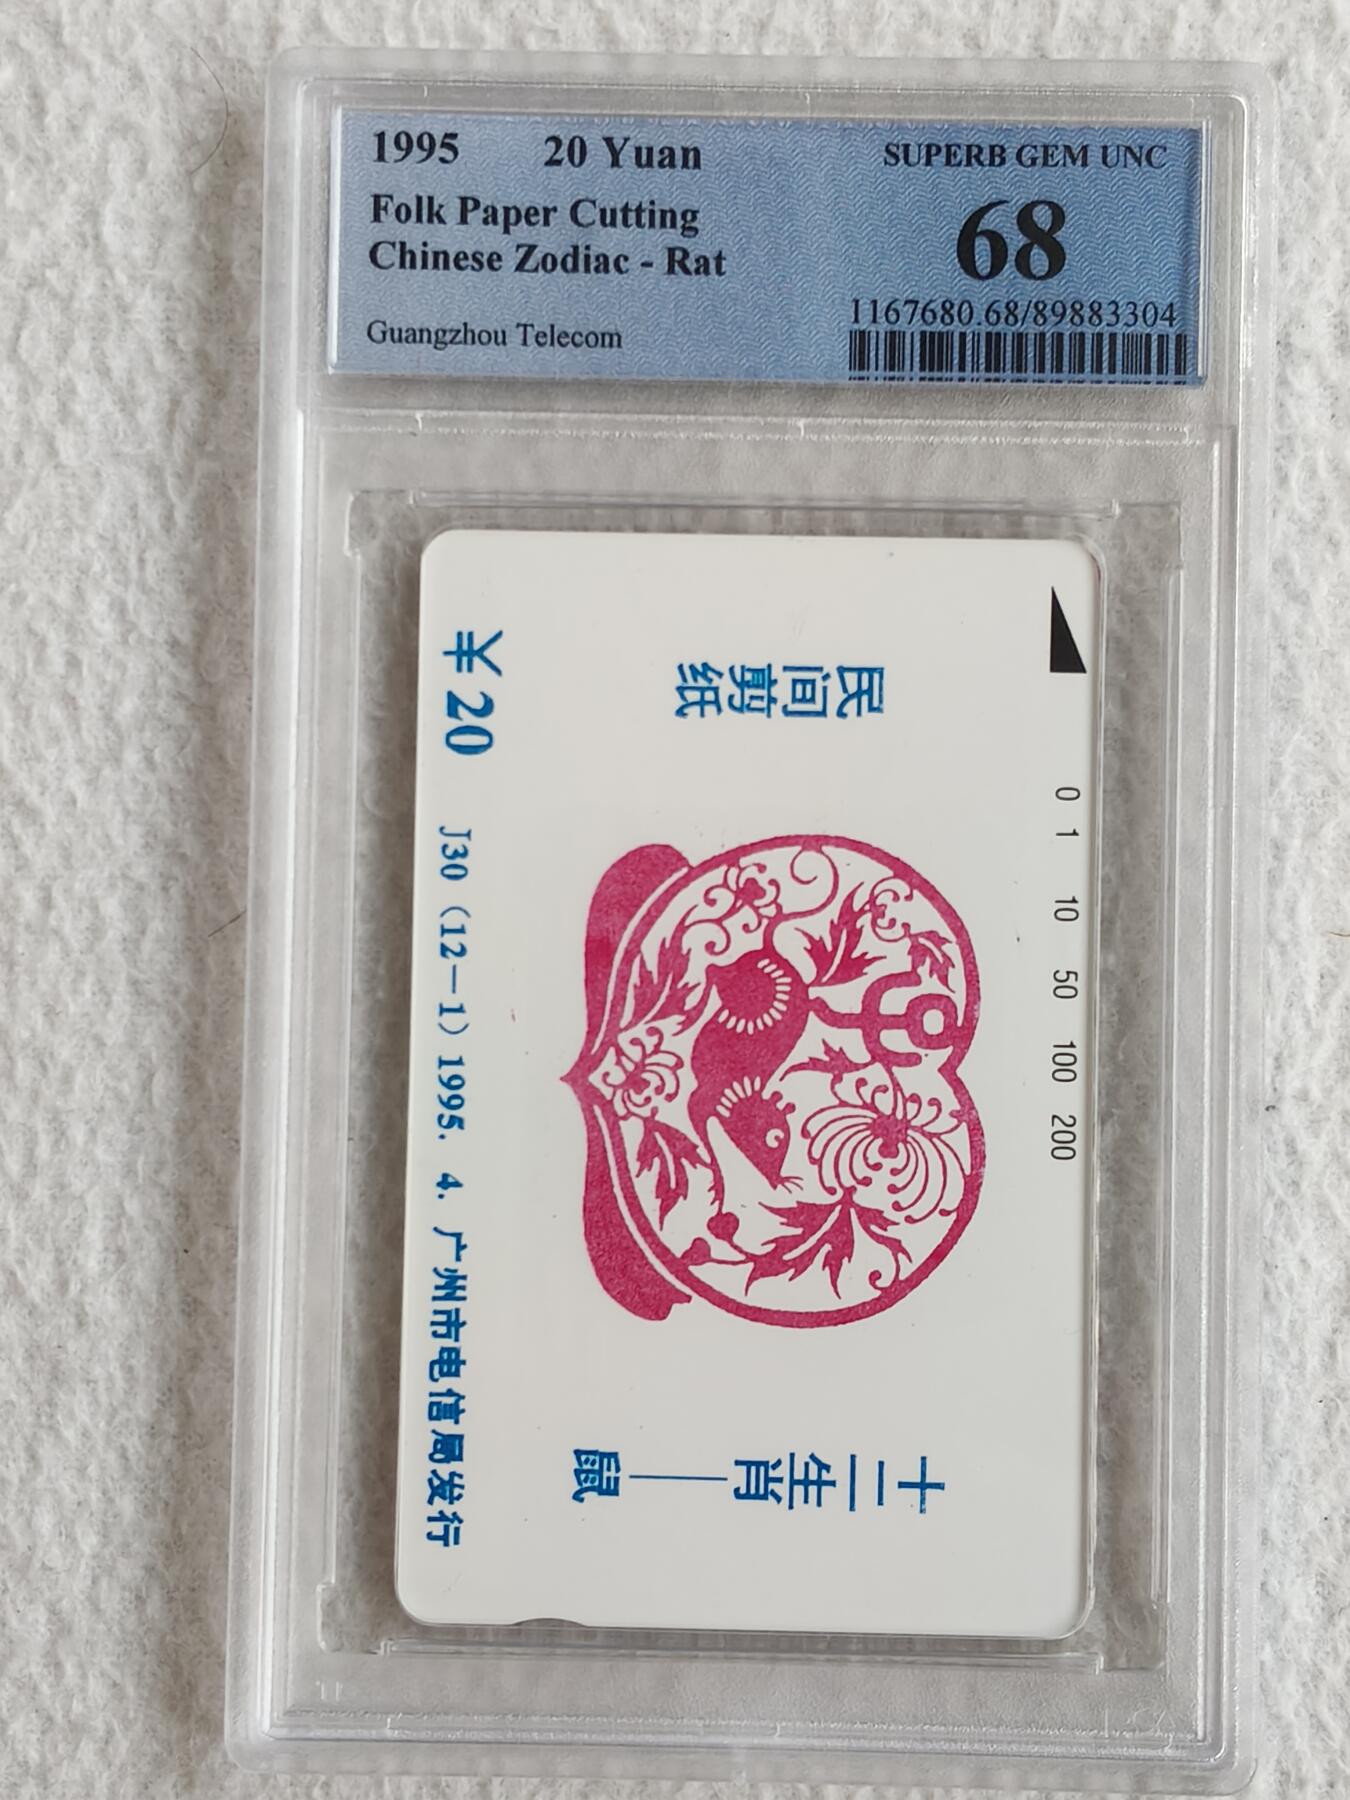 1995 20 Yuan
Folk Paper Cutting
Chinese Zodiac - Rat
Guangzhou Telecom
SUPERB GEM UNC
68
1167680.68/89883304
0 1 10 50 100 200
民间剪纸
十二生肖——鼠
¥20 J30（12—1）1995. 4. 广州市电信局发行